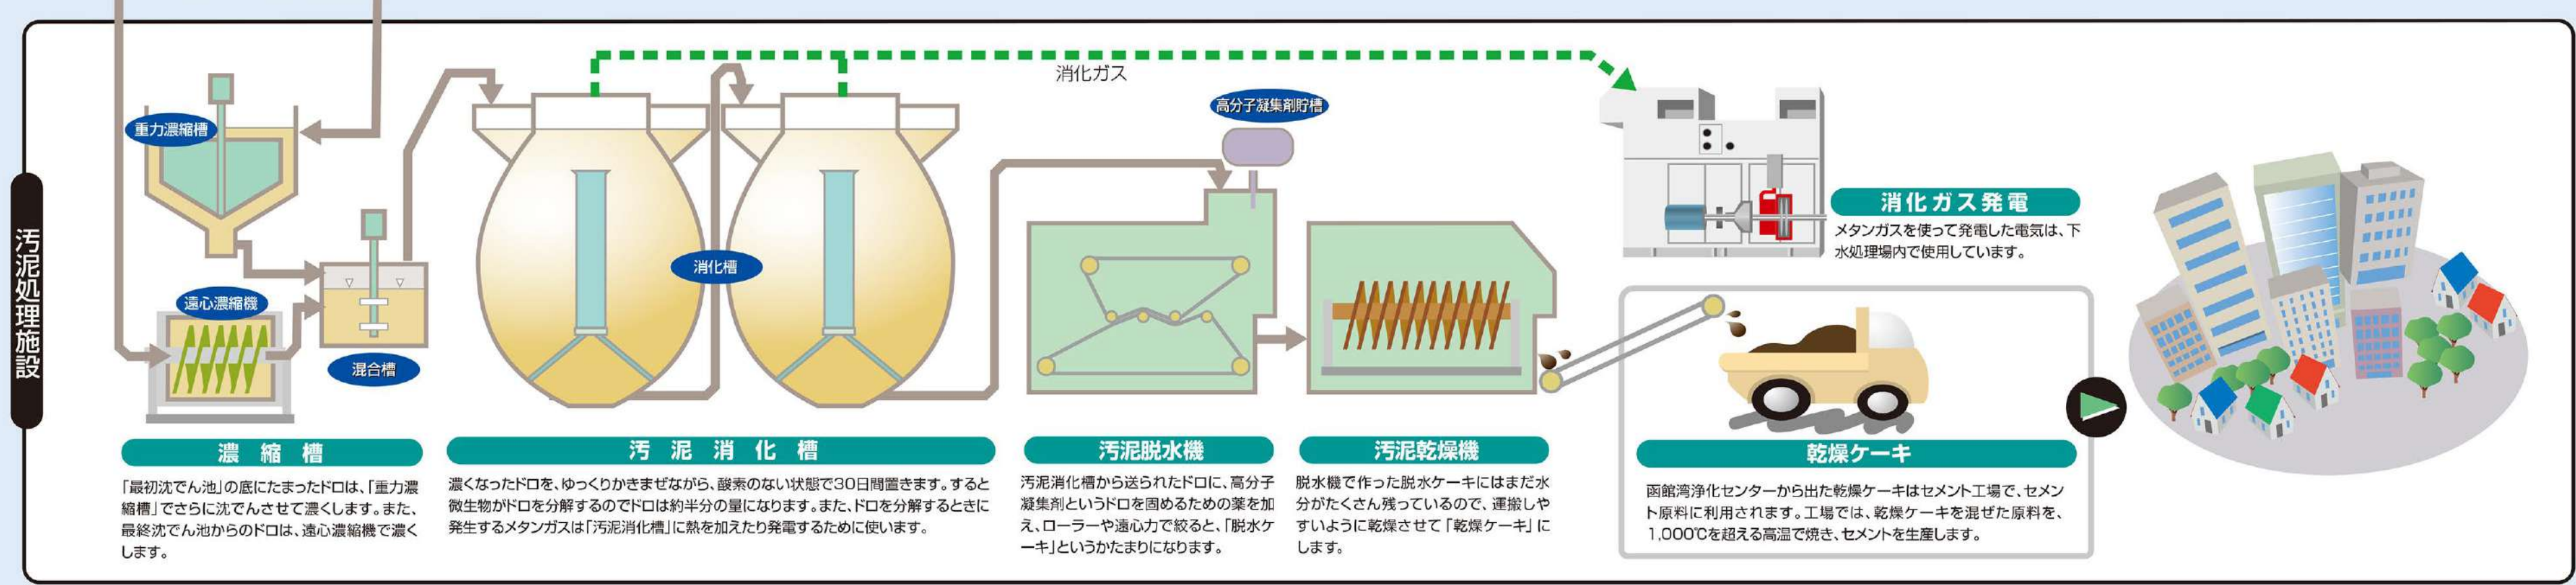 汚泥処理施設
消化ガス
高分子凝集剤貯槽
重力濃縮槽
消化ガス発電
メタンガスを使って発電した電気は、下
水処理場内で使用しています。
消化槽
遠心濃縮機
混合槽
濃縮槽
「最初沈でん池」の底にたまったドロは、「重力濃
縮槽」でさらに沈でんさせて濃くします。また、
最終沈でん池からのドロは、遠心濃縮機で濃く
します。
汚泥消化槽
濃くなったドロを、ゆっくりかきまぜながら、酸素のない状態で30日間置きます。すると
微生物がドロを分解するのでドロは約半分の量になります。また、ドロを分解するときに
発生するメタンガスは「汚泥消化槽」に熱を加えたり発電するために使います。
汚泥脱水機
汚泥消化槽から送られたドロに、高分子
凝集剤というドロを固めるための薬を加
え、ローラーや遠心力で絞ると、「脱水ケ
ーキ」というかたまりになります。
汚泥乾燥機
脱水機で作った脱水ケーキにはまだ水
分がたくさん残っているので、運搬しや
すいように乾燥させて「乾燥ケーキ」に
します。
乾燥ケーキ
函館湾浄化センターから出た乾燥ケーキはセメント工場で、セメン
ト原料に利用されます。工場では、乾燥ケーキを混ぜた原料を、
1,000℃を超える高温で焼き、セメントを生産します。